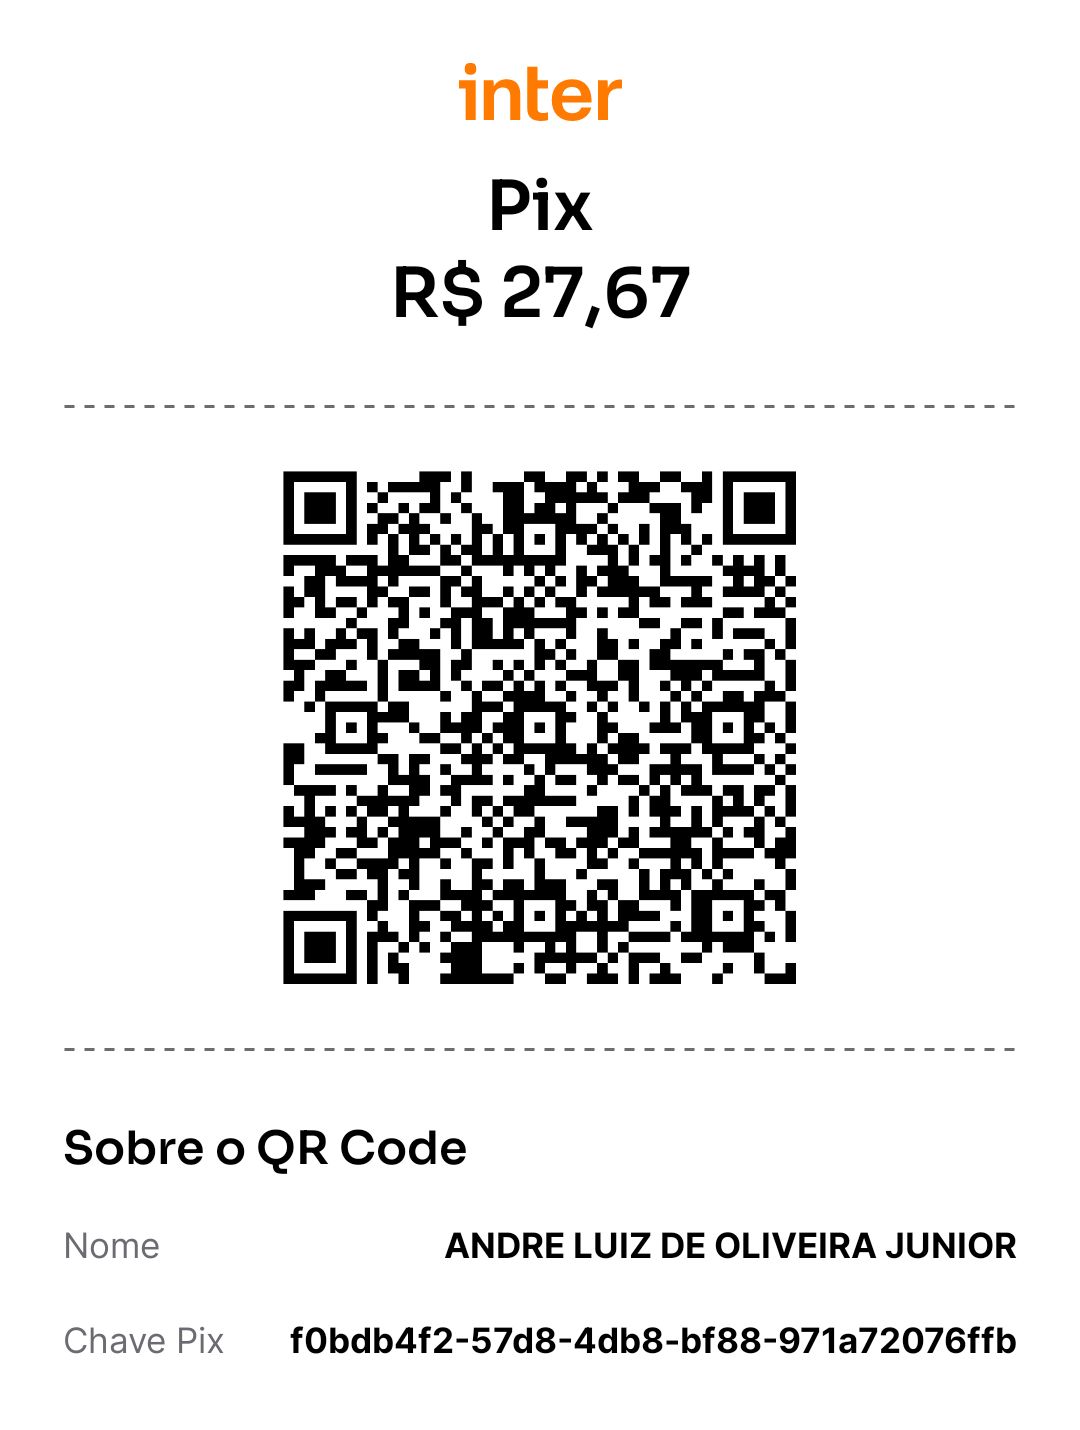 inter
Pix
R$ 27,67
Sobre o QR Code
Nome ANDRE LUIZ DE OLIVEIRA JUNIOR
Chave Pix f0bdb4f2-57d8-4db8-bf88-971a72076ffb